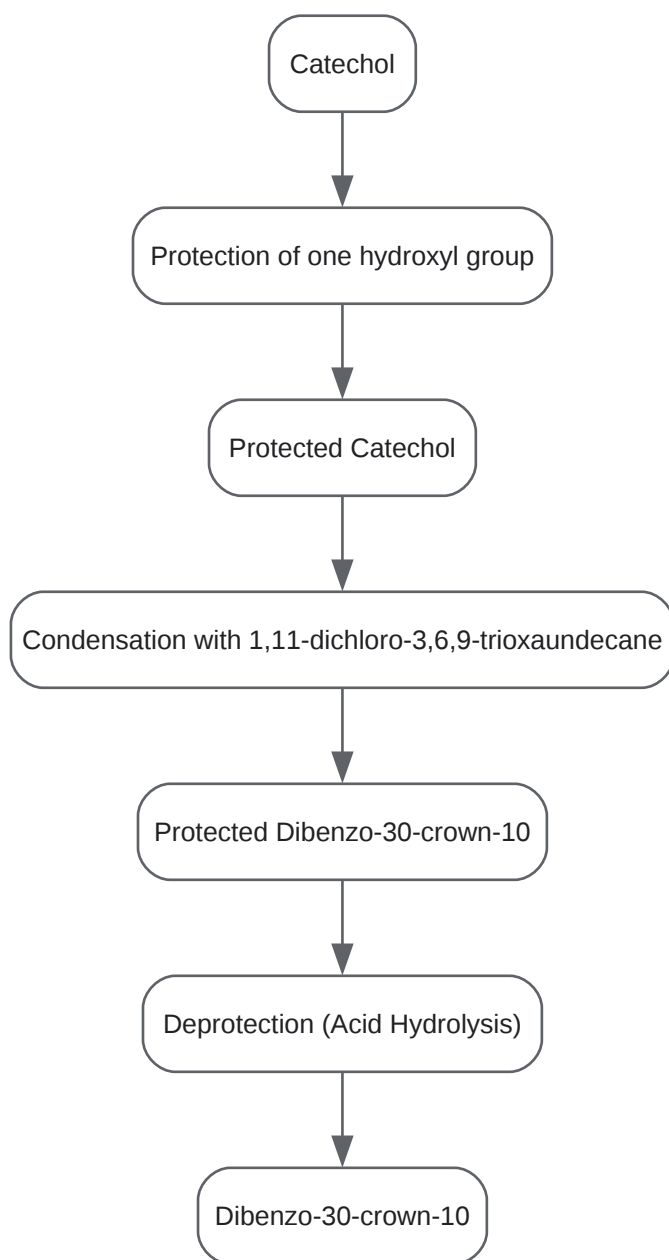 Catechol
Protection of one hydroxyl group
Protected Catechol
Condensation with 1,11-dichloro-3,6,9-trioxaundecane
Protected Dibenzo-30-crown-10
Deprotection (Acid Hydrolysis)
Dibenzo-30-crown-10